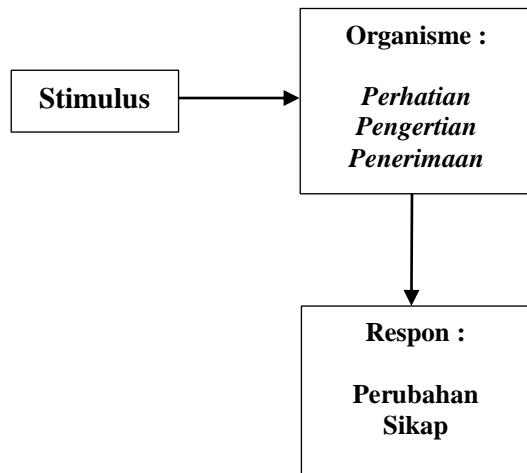 Stimulus
Organisme :
Perhatian
Pengertian
Penerimaan
Respon :
Perubahan
Sikap